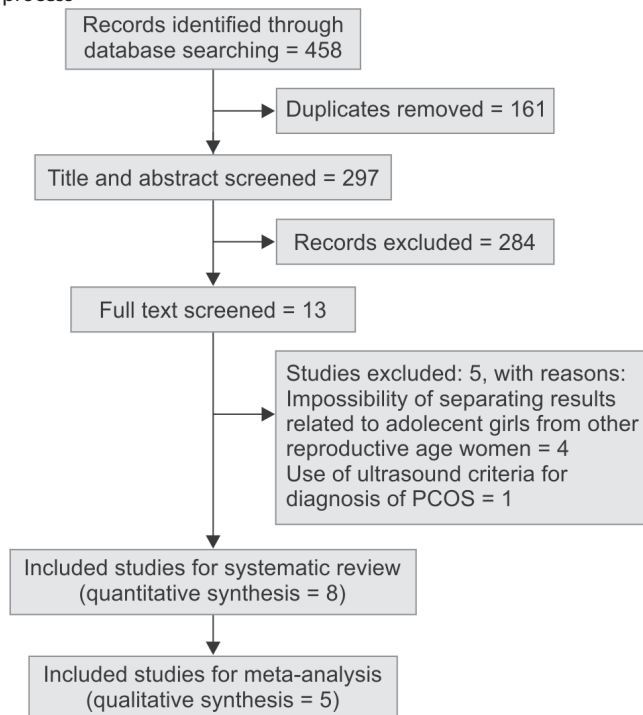 process
Records identified through
database searching = 458
Duplicates removed = 161
Title and abstract screened = 297
Records excluded = 284
Full text screened = 13
Studies excluded: 5, with reasons:
Impossibility of separating results
related to adolecent girls from other
reproductive age women = 4
Use of ultrasound criteria for
diagnosis of PCOS = 1
Included studies for systematic review
(quantitative synthesis = 8)
Included studies for meta-analysis
(qualitative synthesis = 5)